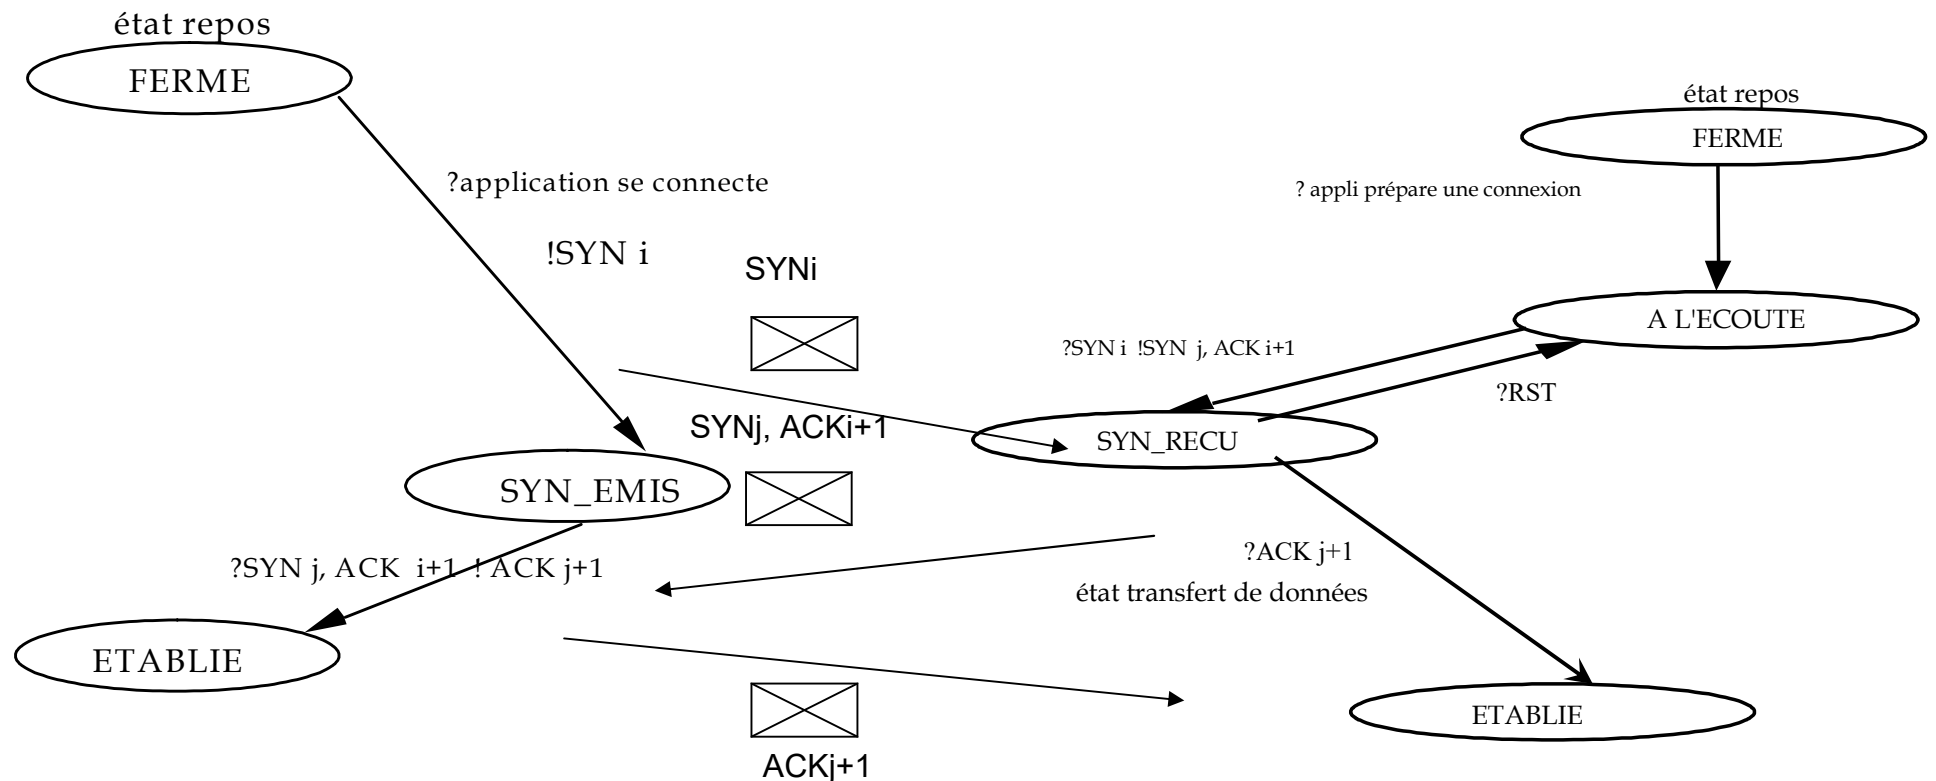 état repos
FERME
état repos
FERME
?application se connecte
? appli prépare une connexion
!SYN i
SYNi
A L'ECOUTE
?SYN i !SYN j, ACK i+1
?RST
SYNj, ACKi+1
SYN_RECU
SYN_EMIS
?ACK j+1
?SYN j, ACK i+1 ! ACK j+1
état transfert de données
ETABLIE
ETABLIE
ACKj+1